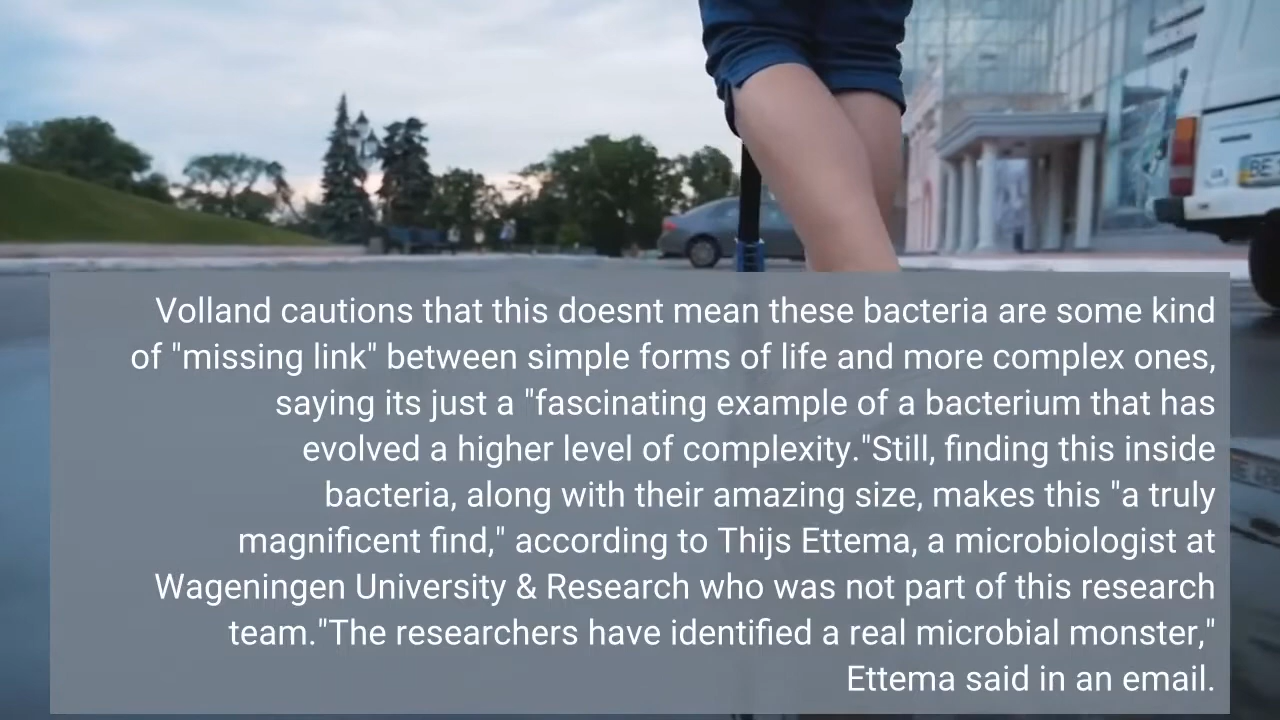 Volland cautions that this doesnt mean these bacteria are some kind
of "missing link" between simple forms of life and more complex ones,
saying its just a "fascinating example of a bacterium that has
evolved a higher level of complexity."Still, finding this inside
bacteria, along with their amazing size, makes this "a truly
magnificent find," according to Thijs Ettema, a microbiologist at
Wageningen University & Research who was not part of this research
team."The researchers have identified a real microbial monster,"
Ettema said in an email.
BE